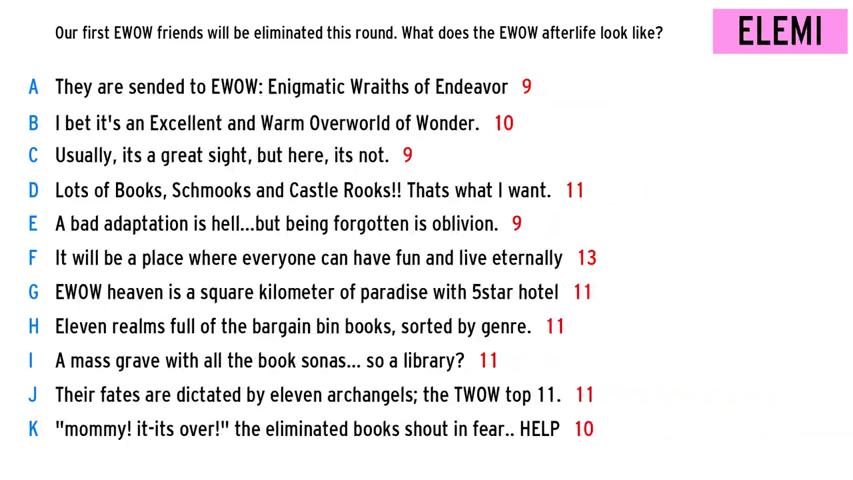 Our first EWOW friends will be eliminated this round. What does the EWOW afterlife look like?
ELEMI
A They are sended to EWOW: Enigmatic Wraiths of Endeavor 9
B I bet it's an Excellent and Warm Overworld of Wonder. 10
C Usually, its a great sight, but here, its not. 9
D Lots of Books, Schmooks and Castle Rooks!! Thats what I want. 11
E A bad adaptation is hell...but being forgotten is oblivion. 9
F It will be a place where everyone can have fun and live eternally 13
G EWOW heaven is a square kilometer of paradise with 5star hotel 11
H Eleven realms full of the bargain bin books, sorted by genre. 11
I A mass grave with all the book sonas... so a library? 11
J Their fates are dictated by eleven archangels; the TWOW top 11. 11
K "mommy! it-its over!" the eliminated books shout in fear.. HELP 10